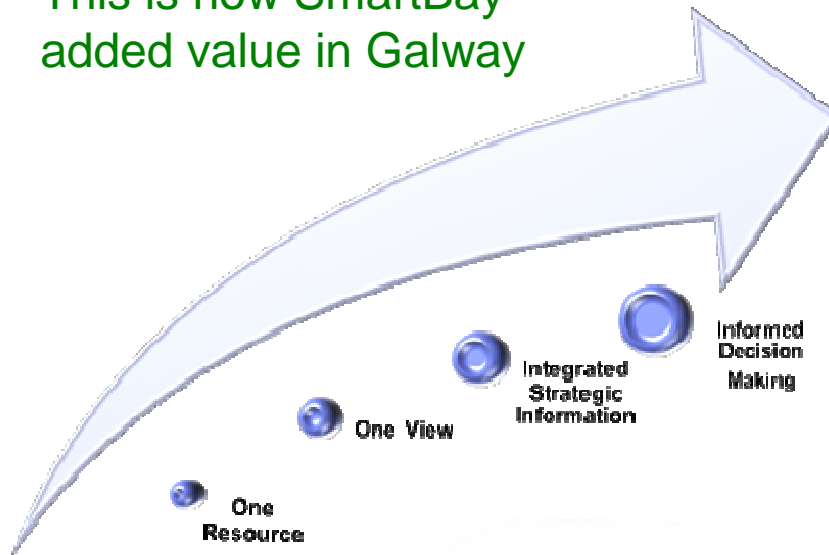 This is how SmartBay
added value in Galway
Informed
Decision
Making
Integrated
Strategic
Information
One View
One
Resource